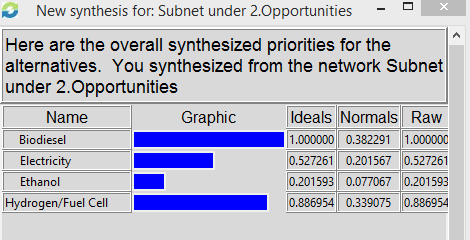 New synthesis for: Subnet under 2.Opportunities
Here are the overall synthesized priorities for the
alternatives. You synthesized from the network Subnet
under 2.Opportunities
Name Graphic Ideals Normals Raw
Biodiesel 1.000000 0.382291 1.000000
Electricity 0.527261 0.201567 0.527261
Ethanol 0.201593 0.077067 0.201593
Hydrogen/Fuel Cell 0.886954 0.339075 0.886954